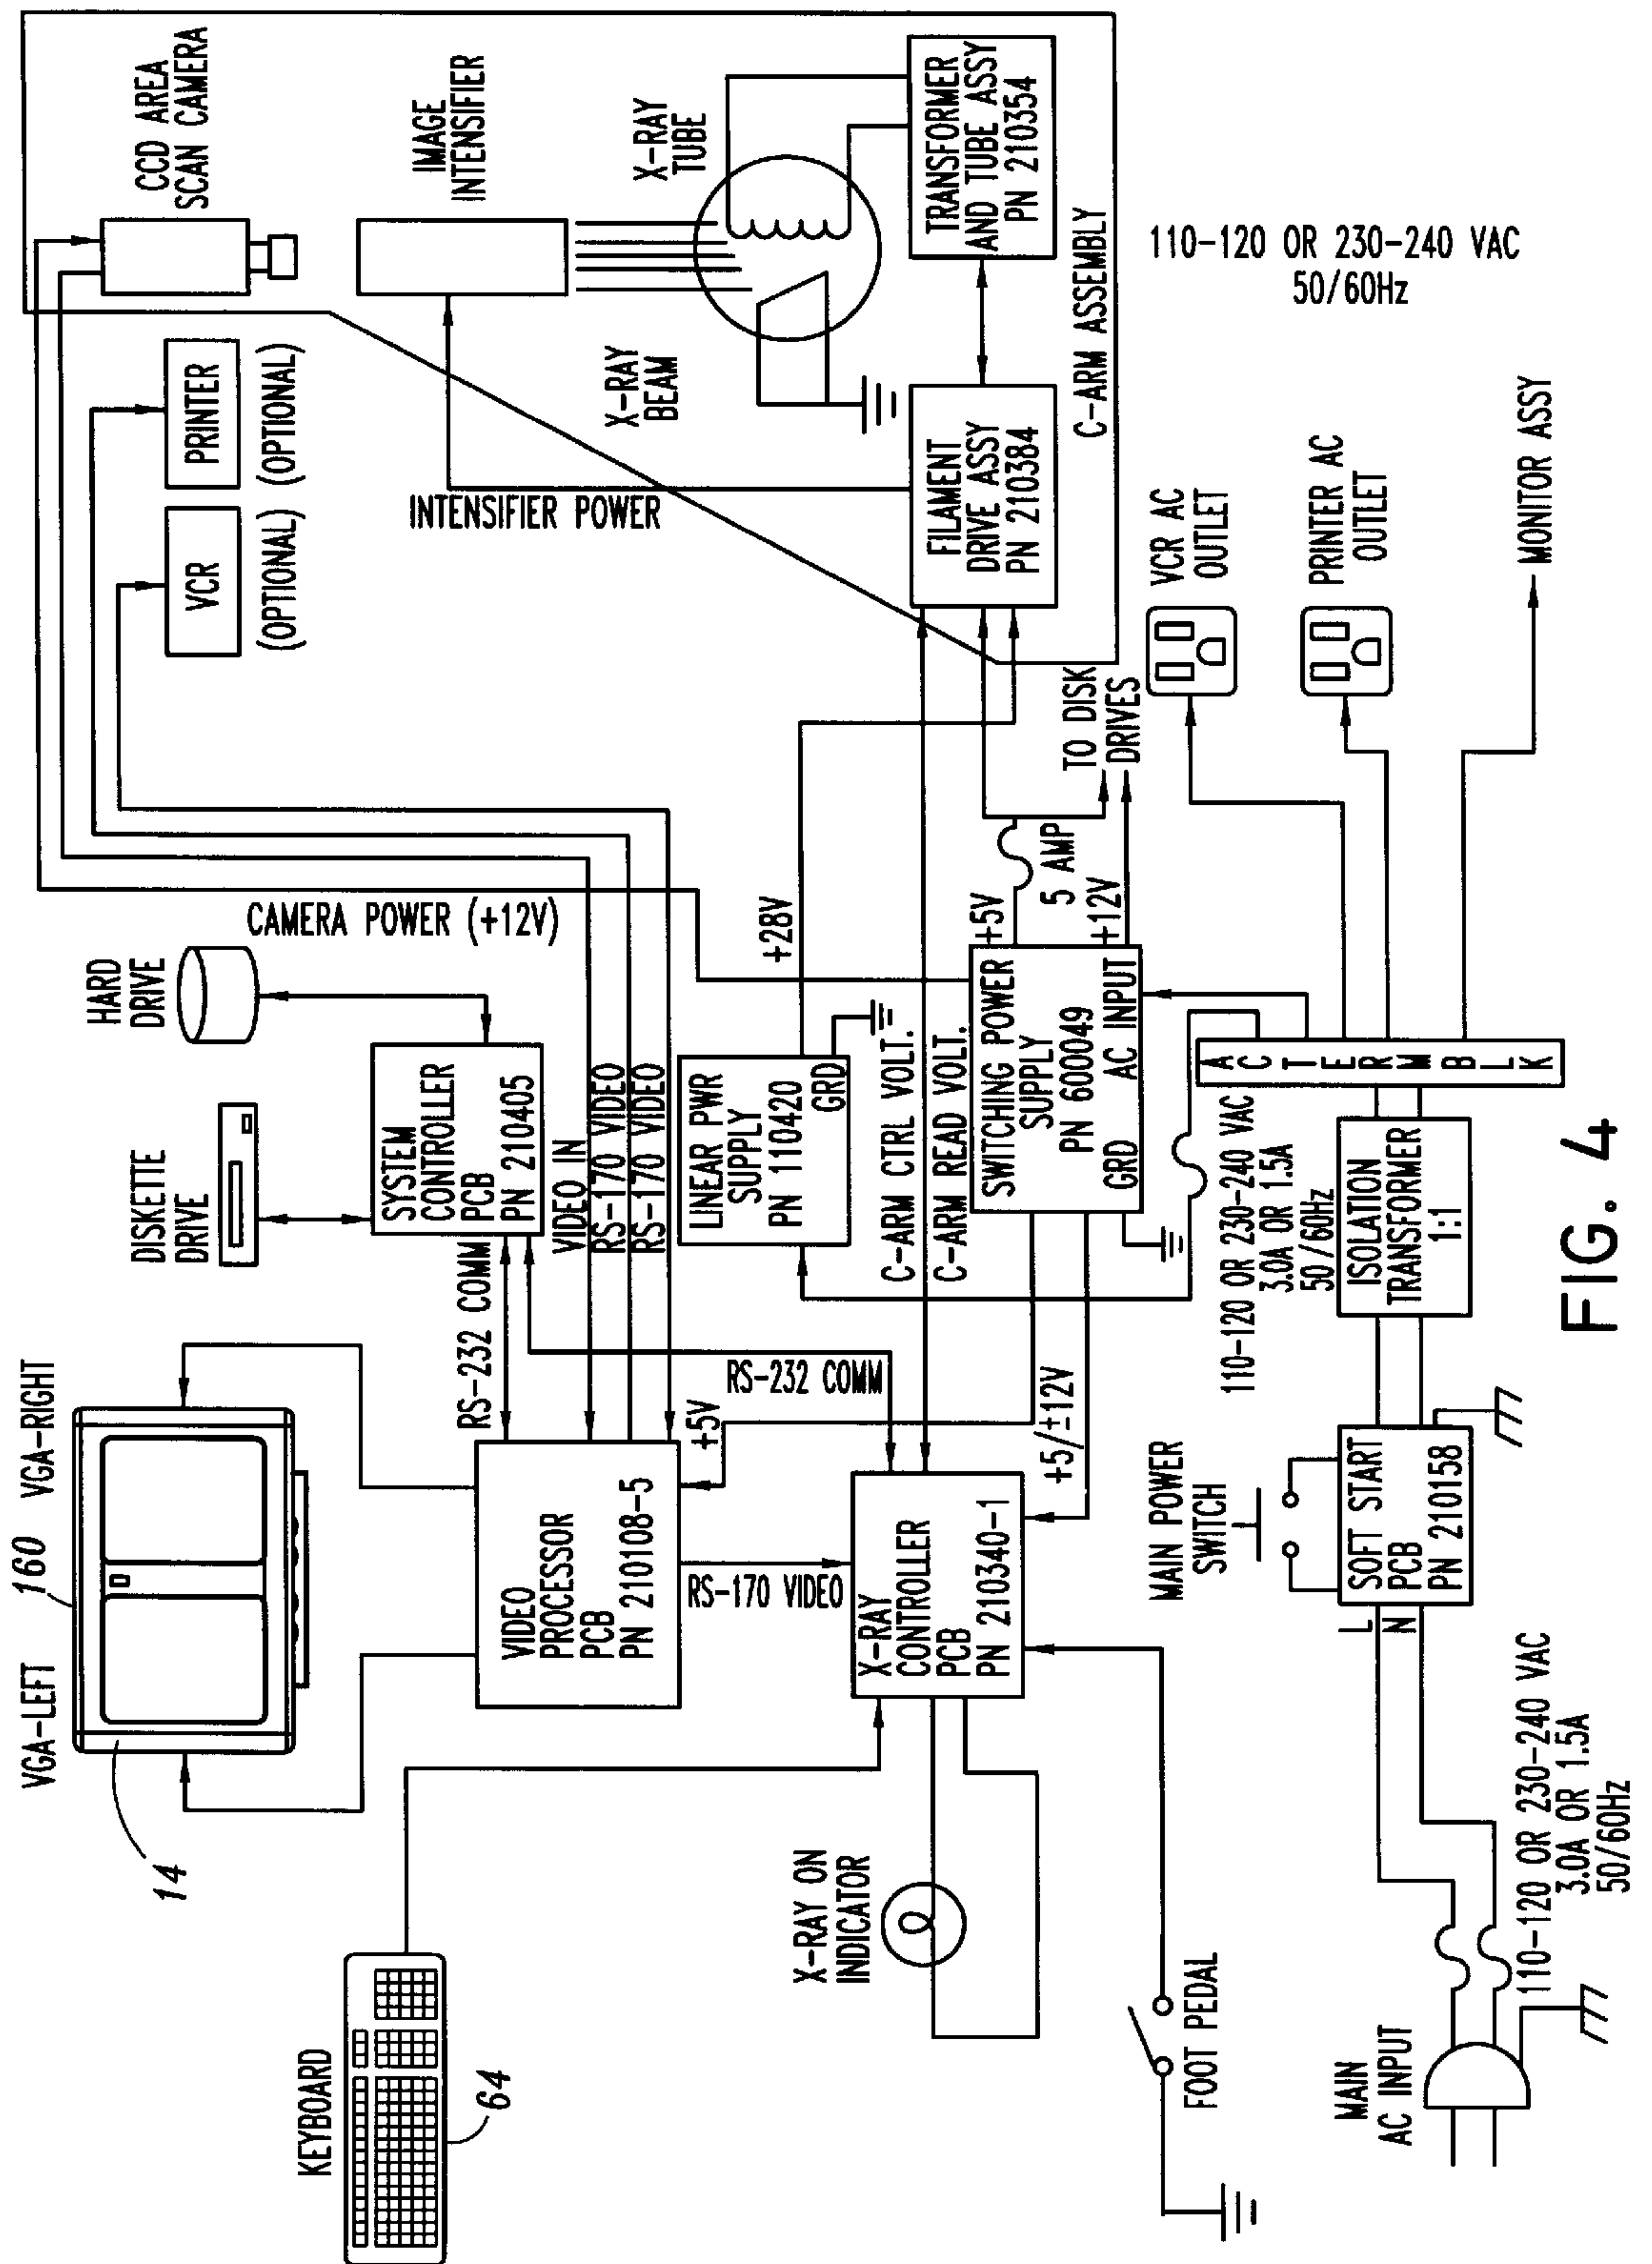 160
VGA-LEFT
VGA-RIGHT
14
KEYBOARD
64
DISKETTE
DRIVE
HARD
DRIVE
CAMERA POWER (+12V)
VCR
(OPTIONAL)
PRINTER
(OPTIONAL)
CCD AREA
SCAN CAMERA
IMAGE
INTENSIFIER
INTENSIFIER POWER
X-RAY
BEAM
X-RAY
TUBE
VIDEO
PROCESSOR
PCB
PN 210108-5
RS-232 COMM
SYSTEM
CONTROLLER
PCB
PN 210405
VIDEO IN
RS-170 VIDEO
RS-170 VIDEO
+5V
RS-232 COMM
RS-170 VIDEO
LINEAR PWR
SUPPLY
PN 110420
GRD
+28V
X-RAY ON
INDICATOR
X-RAY
CONTROLLER
PCB
PN 210340-1
+5/±12V
C-ARM CTRL VOLT.
C-ARM READ VOLT.
SWITCHING POWER
SUPPLY
PN 600049
GRD
AC INPUT
+5V
5 AMP
+12V
TO DISK
DRIVES
FILAMENT
DRIVE ASSY
PN 210384
TRANSFORMER
AND TUBE ASSY
PN 210354
C-ARM ASSEMBLY
FOOT PEDAL
MAIN POWER
SWITCH
110-120 OR 230-240 VAC
3.0A OR 1.5A
50/60Hz
VCR AC
OUTLET
110-120 OR 230-240 VAC
50/60Hz
MAIN
AC INPUT
L
N
SOFT START
PCB
PN 210158
ISOLATION
TRANSFORMER
1:1
AC TERM BLK
PRINTER AC
OUTLET
MONITOR ASSY
110-120 OR 230-240 VAC
3.0A OR 1.5A
50/60Hz
FIG. 4